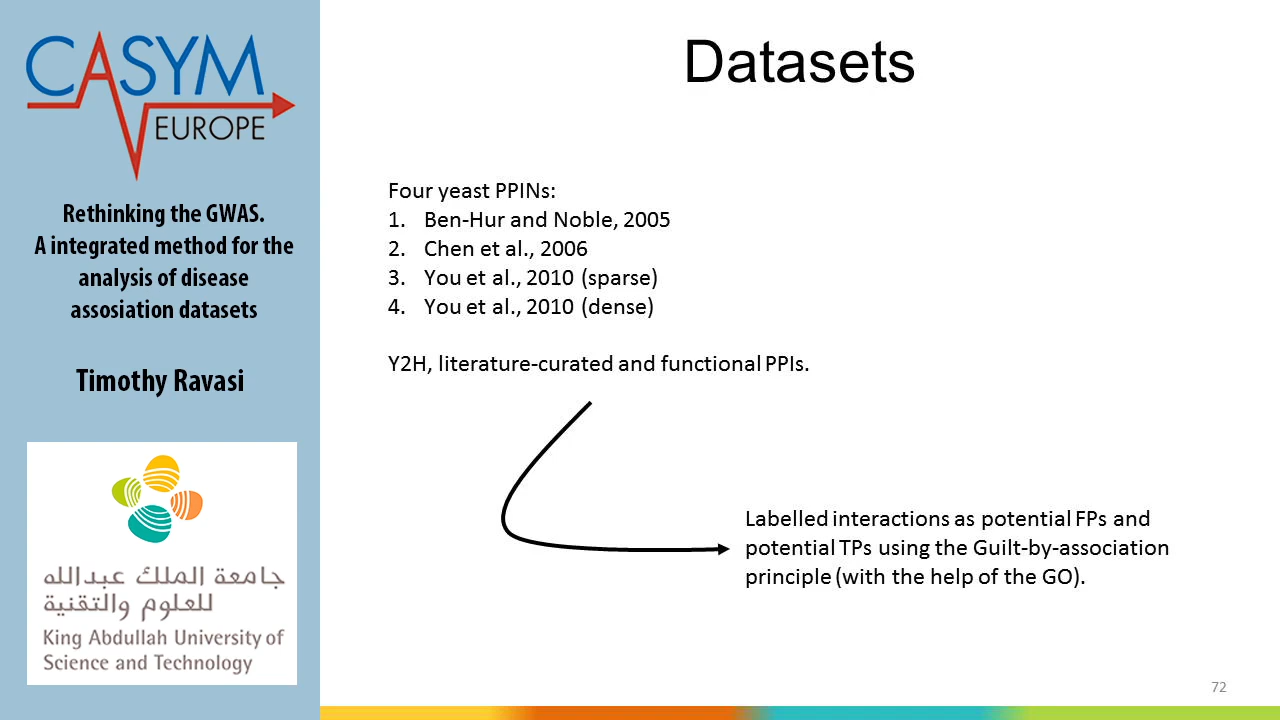 CASYM
EUROPE
Rethinking the GWAS.
A integrated method for the
analysis of disease
assosiation datasets
Timothy Ravasi
جامعة الملك عبدالله
للعلوم والتقنية
King Abdullah University of
Science and Technology
Datasets
Four yeast PPINs:
1. Ben-Hur and Noble, 2005
2. Chen et al., 2006
3. You et al., 2010 (sparse)
4. You et al., 2010 (dense)
Y2H, literature-curated and functional PPIs.
Labelled interactions as potential FPs and
potential TPs using the Guilt-by-association
principle (with the help of the GO).
72